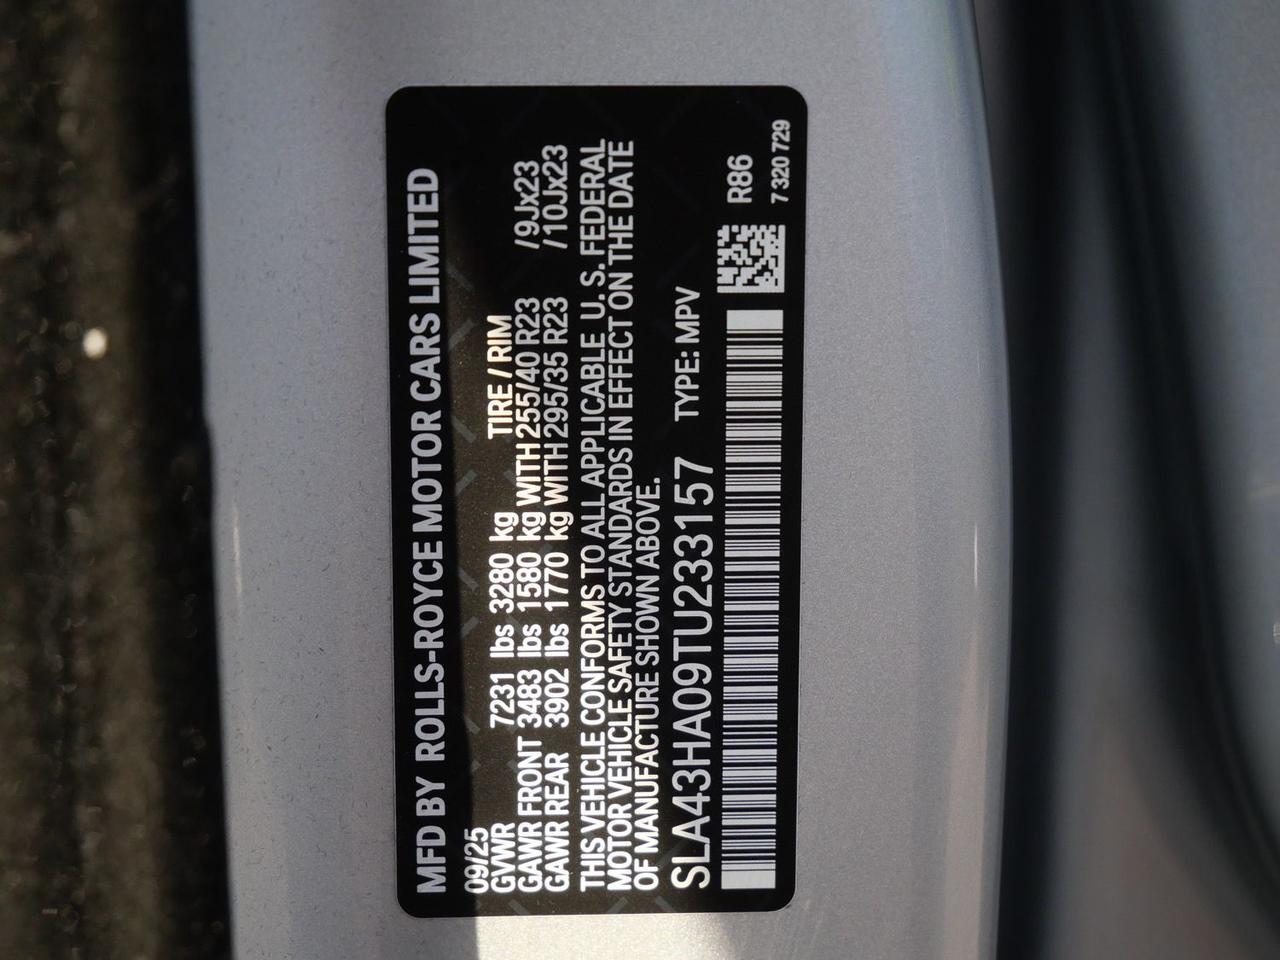 MFD BY ROLLS-ROYCE MOTOR CARS LIMITED
09/25
GVWR 7231 lbs 3280 kg TIRE / RIM
GAWR FRONT 3483 lbs 1580 kg WITH 255/40 R23 / 9Jx23
GAWR REAR 3902 lbs 1770 kg WITH 295/35 R23 / 10Jx23
THIS VEHICLE CONFORMS TO ALL APPLICABLE U. S. FEDERAL
MOTOR VEHICLE SAFETY STANDARDS IN EFFECT ON THE DATE
OF MANUFACTURE SHOWN ABOVE.
SLA43HA09TU233157 TYPE: MPV
R86
7 320 729